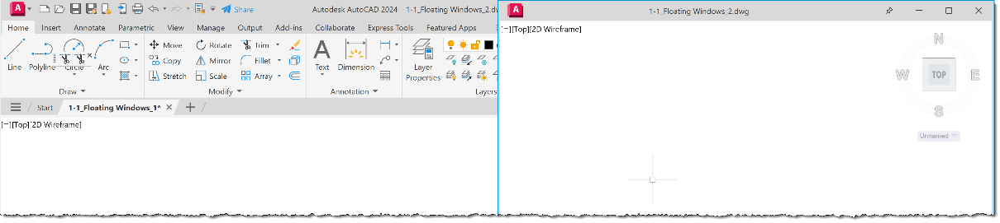 A Autodesk AutoCAD 2024 1-1_Floating Windows_2.dw
Share
Home Insert Annotate Parametric View Manage Output Add-ins Collaborate Express Tools Featured Apps
Line Polyline Circle Arc
Move Rotate Trim
Copy Mirror Fillet
Stretch Scale Array
A
Text Dimension
Layer
Properties
Draw Modify Annotation Layers
Start 1-1_Floating Windows_1*
[−][Top][2D Wireframe]
A 1-1_Floating Windows_2.dwg
[−][Top][2D Wireframe]
N
W TOP E
S
Unnamed